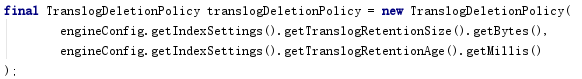 final TranslogDeletionPolicy translogDeletionPolicy = new TranslogDeletionPolicy(
engineConfig.getIndexSettings().getTranslogRetentionSize().getBytes(),
engineConfig.getIndexSettings().getTranslogRetentionAge().getMillis()
);